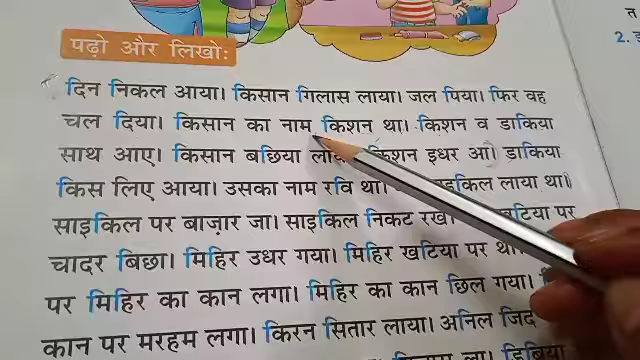 पढ़ो और लिखोः
त
2.
दिन निकल आया। किसान गिलास लाया। जल पिया। फिर वह
चल दिया। किसान का नाम किशन था। किशन व डाकिया
साथ आए। किसान बछिया किशन इधर आ। डाकिया
किस लिए आया। उसका नाम रवि था। लाया था।
साइकिल पर बाज़ार जा। साइकिल निकट रख। पर
चादर बिछा। मिहिर उधर गया। मिहिर खटिया पर था।
पर मिहिर का कान लगा। मिहिर का कान छिल गया।
कान पर मरहम लगा। किरन सितार लाया। अनिल जिद